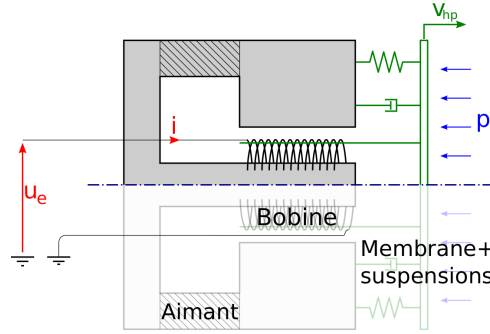 v_hp
i
p
u_e
Bobine
Membrane+
suspensions
Aimant